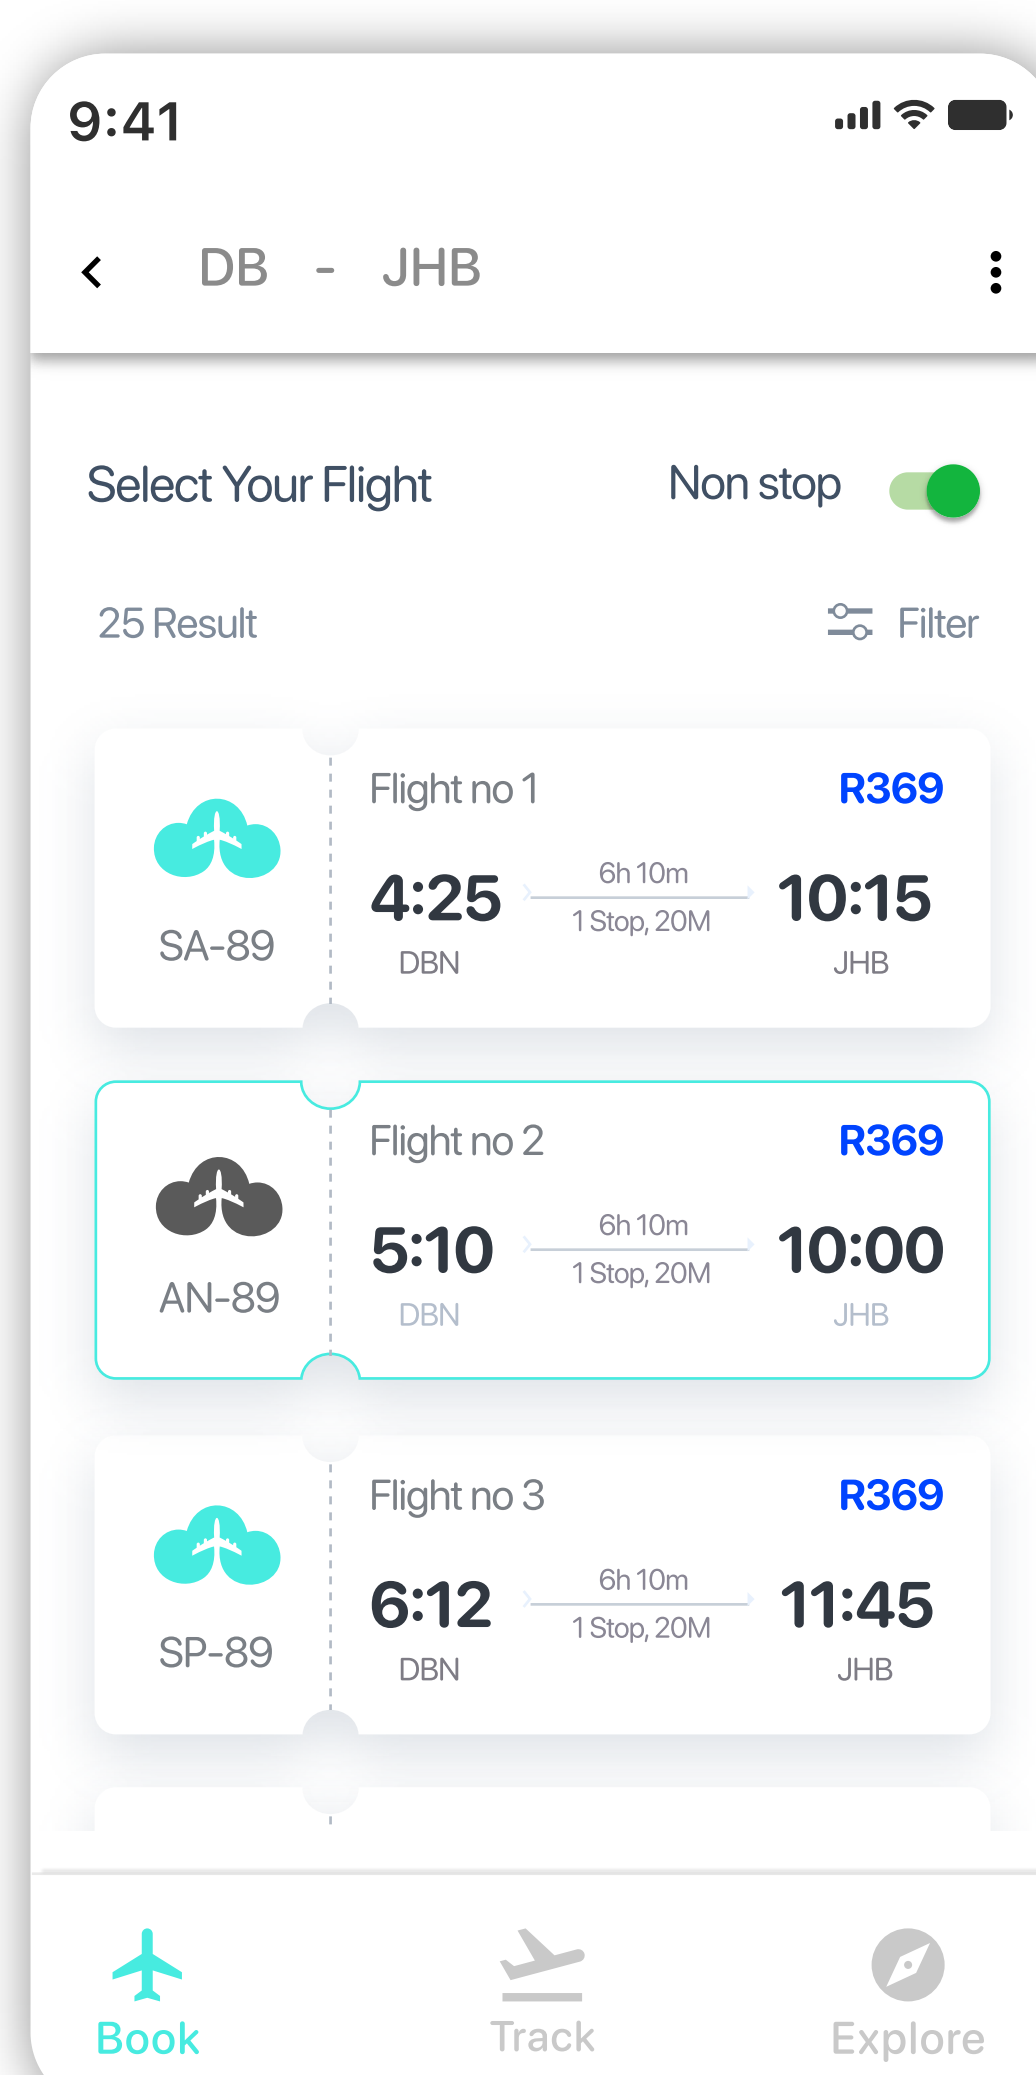 9:41
DB - JHB
Select Your Flight
Non stop
25 Result
Filter
Flight no 1
R369
4:25
6h 10m
1 Stop, 20M
10:15
SA-89
DBN
JHB
Flight no 2
R369
5:10
6h 10m
1 Stop, 20M
10:00
AN-89
DBN
JHB
Flight no 3
R369
6:12
6h 10m
1 Stop, 20M
11:45
SP-89
DBN
JHB
Book
Track
Explore